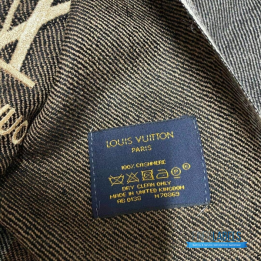 LOUIS VUITTON
PARIS
100% CASHMERE
DRY CLEAN ONLY
MADE IN UNITED KINGDOM